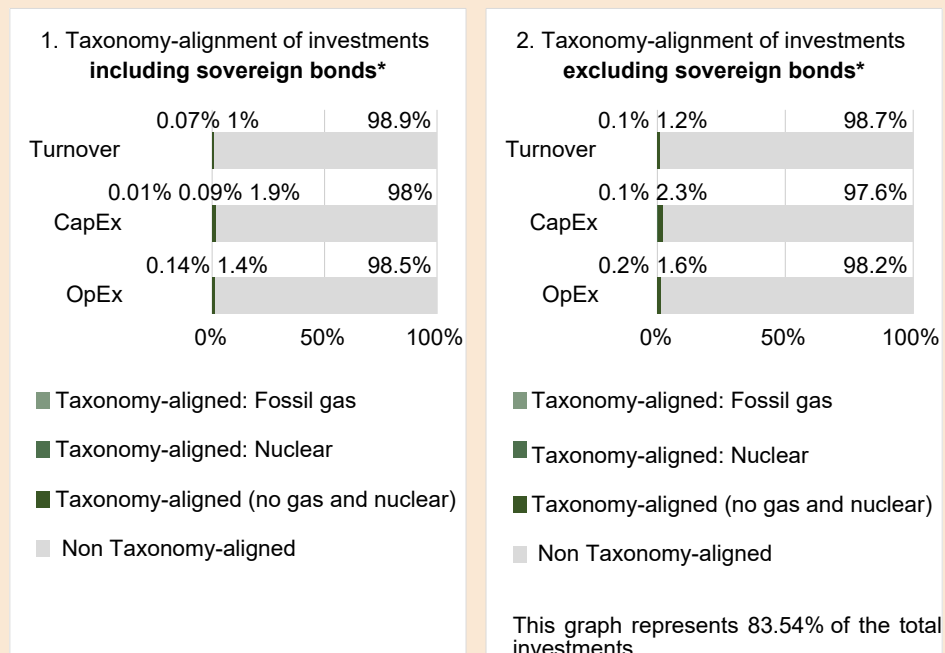 1. Taxonomy-alignment of investments
including sovereign bonds*
0.07% 1% 98.9%
Turnover
0.01% 0.09% 1.9% 98%
CapEx
0.14% 1.4% 98.5%
OpEx
0% 50% 100%
Taxonomy-aligned: Fossil gas
Taxonomy-aligned: Nuclear
Taxonomy-aligned (no gas and nuclear)
Non Taxonomy-aligned
2. Taxonomy-alignment of investments
excluding sovereign bonds*
0.1% 1.2% 98.7%
Turnover
0.1% 2.3% 97.6%
CapEx
0.2% 1.6% 98.2%
OpEx
0% 50% 100%
Taxonomy-aligned: Fossil gas
Taxonomy-aligned: Nuclear
Taxonomy-aligned (no gas and nuclear)
Non Taxonomy-aligned
This graph represents 83.54% of the total
investments